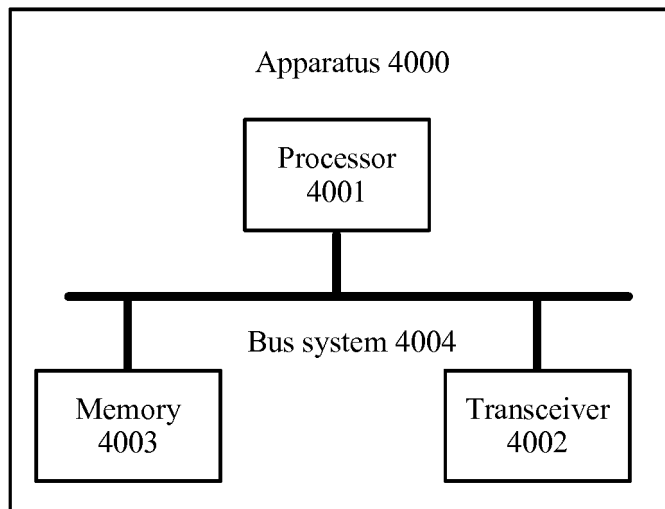 Apparatus 4000
Processor
4001
Bus system 4004
Memory
4003
Transceiver
4002